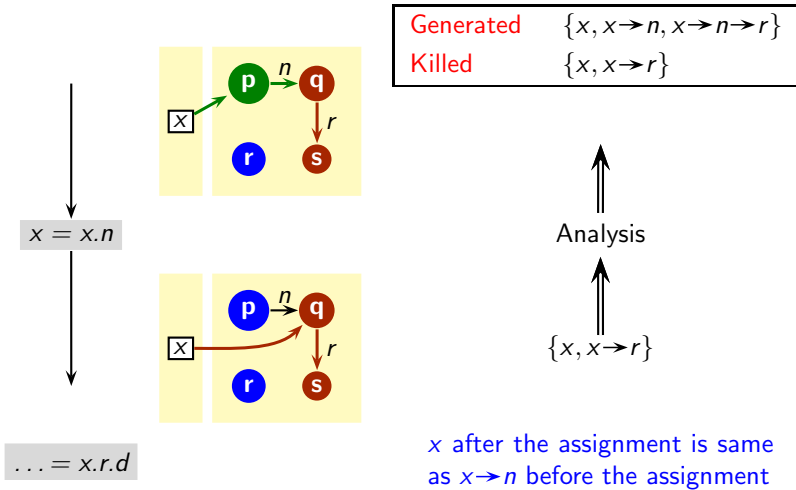 Generated {x, x→n, x→n→r}
Killed {x, x→r}
p n q
x
r
r s
x = x.n
Analysis
p n q
x
r
r s
{x, x→r}
... = x.r.d
x after the assignment is same
as x→n before the assignment